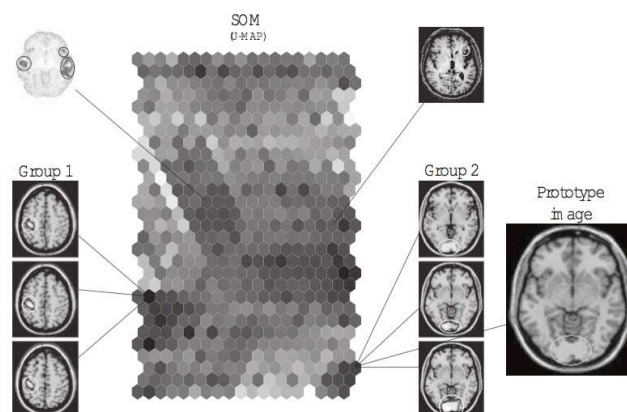 SOM
(U-MAP)
Group 1
Group 2
Prototype
image